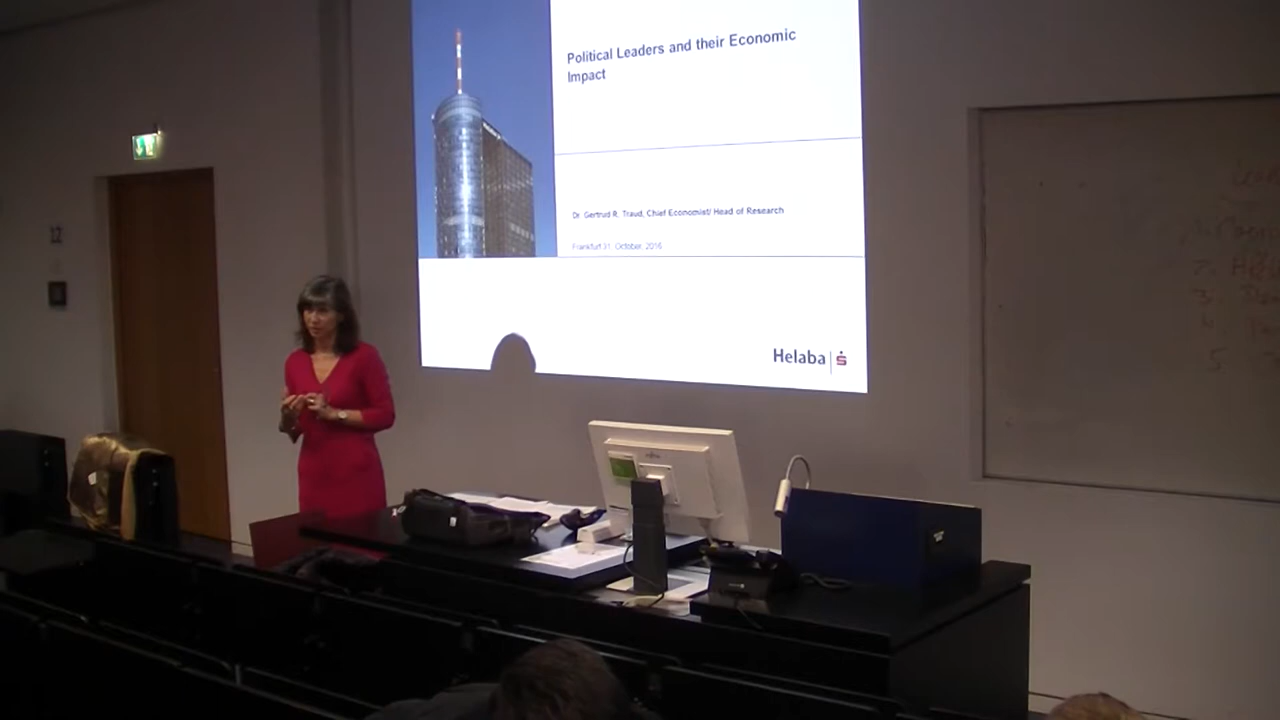 Political Leaders and their Economic
Impact
Dr. Gertrud R. Traud, Chief Economist/ Head of Research
Frankfurt 31. October, 2016
Helaba
12